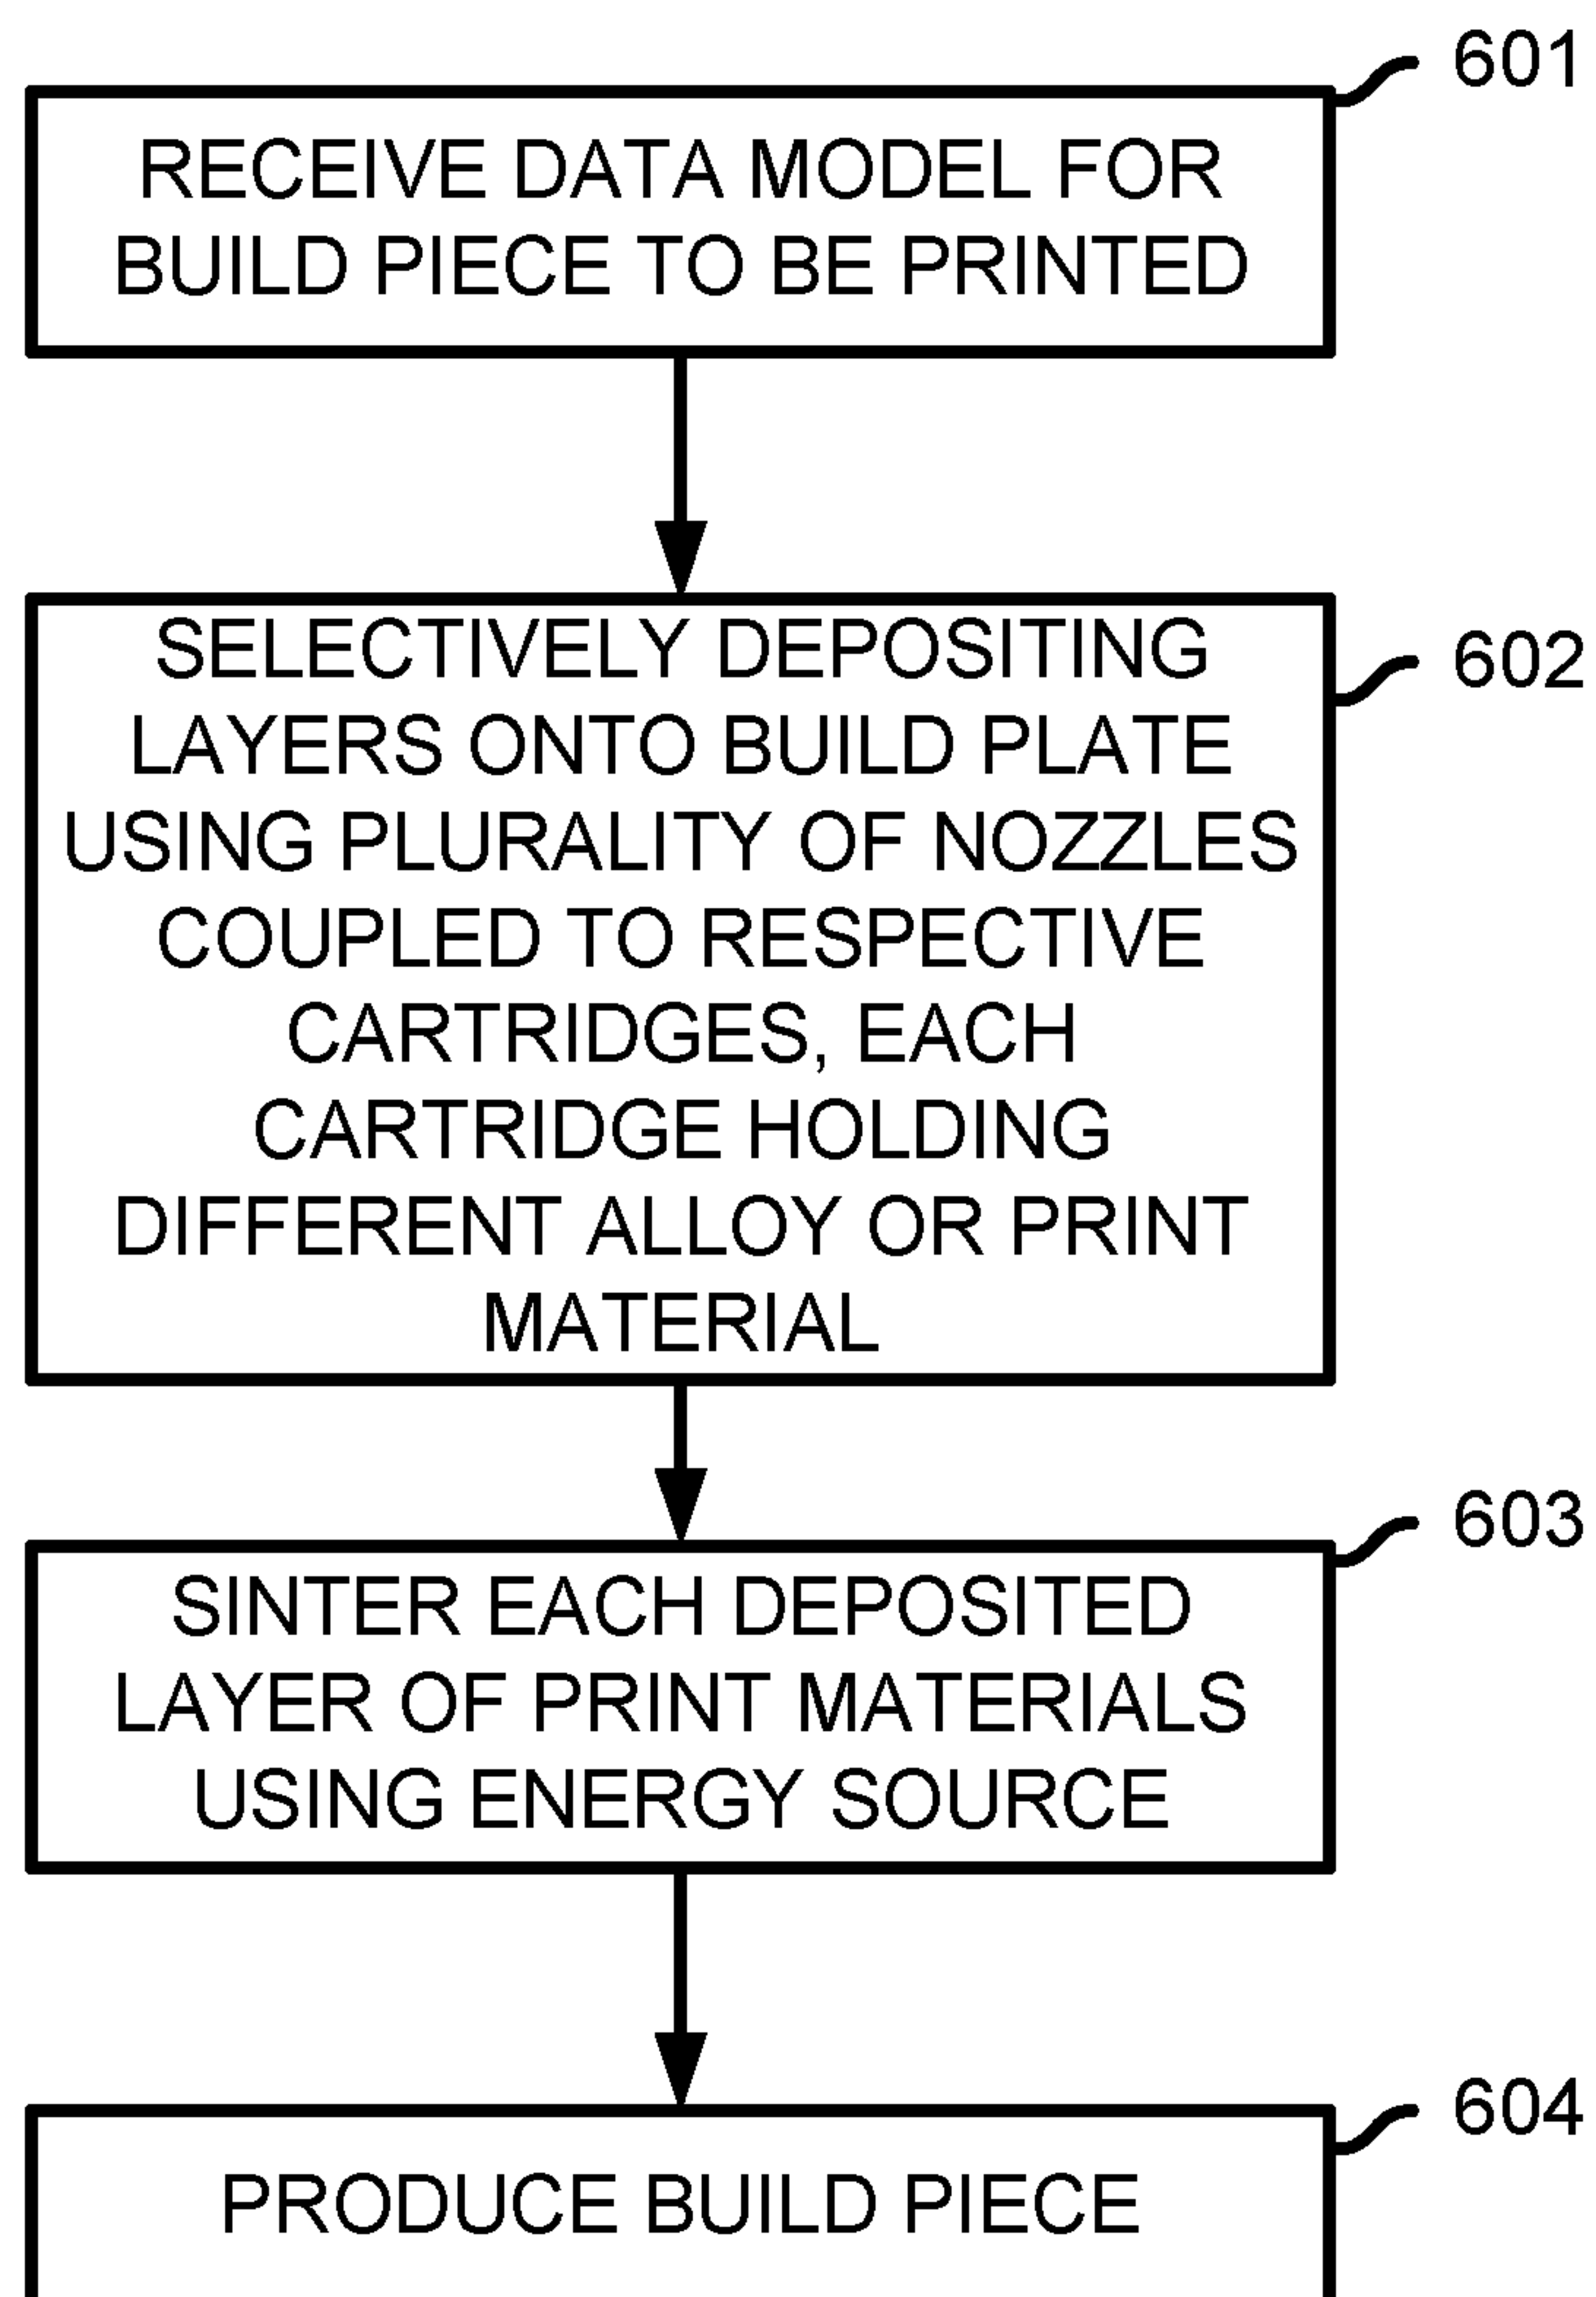 601
RECEIVE DATA MODEL FOR
BUILD PIECE TO BE PRINTED
602
SELECTIVELY DEPOSITING
LAYERS ONTO BUILD PLATE
USING PLURALITY OF NOZZLES
COUPLED TO RESPECTIVE
CARTRIDGES, EACH
CARTRIDGE HOLDING
DIFFERENT ALLOY OR PRINT
MATERIAL
603
SINTER EACH DEPOSITED
LAYER OF PRINT MATERIALS
USING ENERGY SOURCE
604
PRODUCE BUILD PIECE